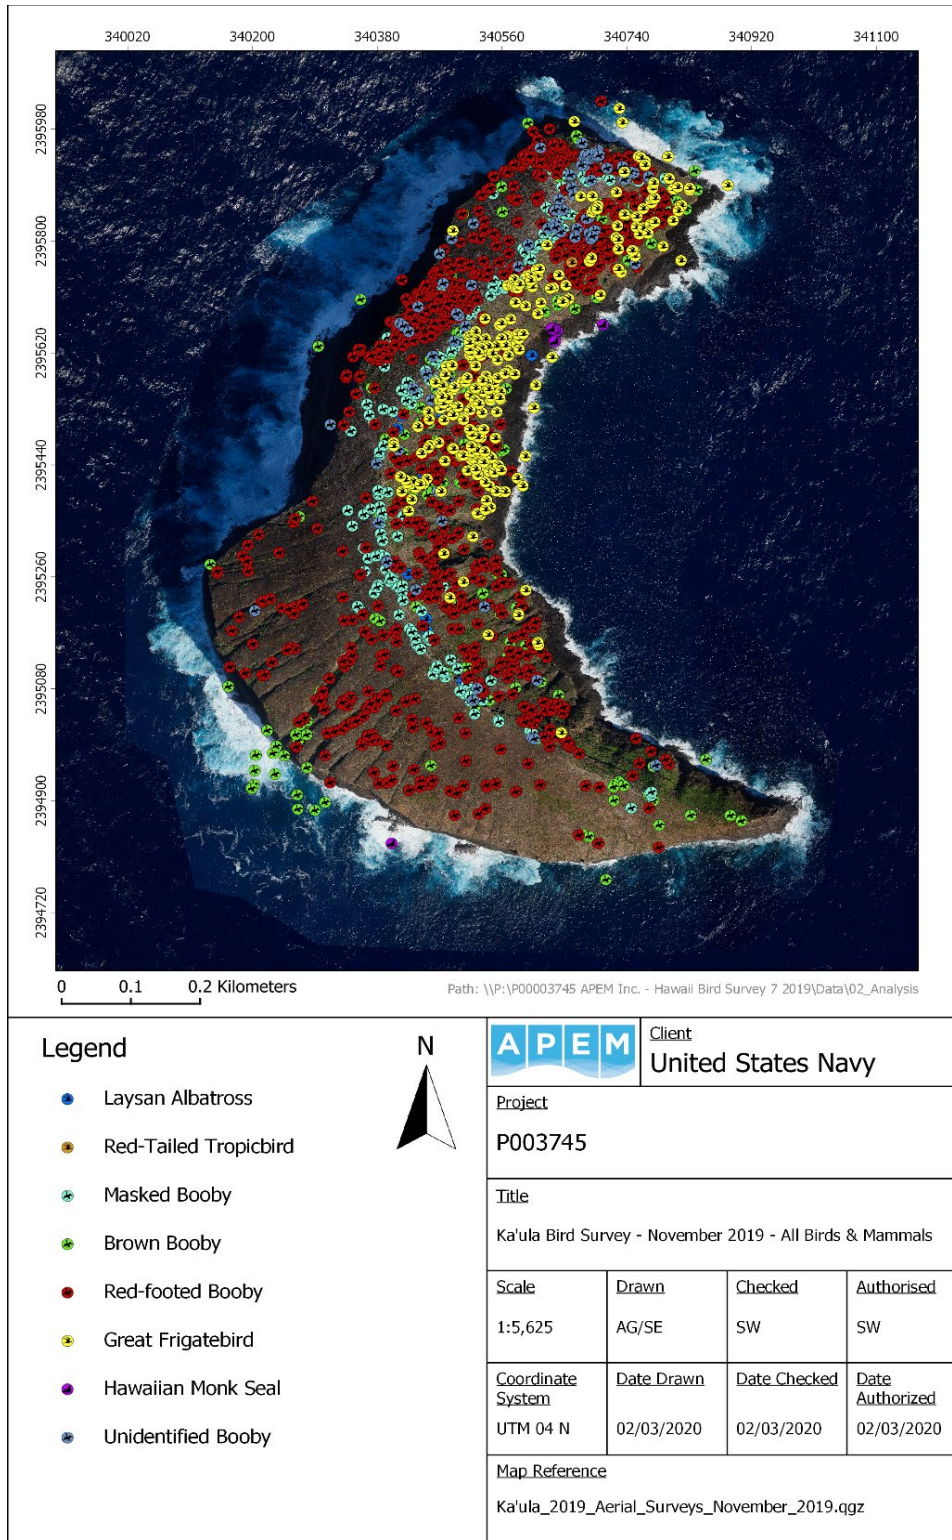 340020 340200 340380 340560 340740 340920 341100
2395980
2395800
2395620
2395440
2395260
2395080
2394900
2394720
0 0.1 0.2 Kilometers
Path: \\P:\P00003745 APEM Inc. - Hawaii Bird Survey 7 2019\Data\02_Analysis
Legend
N
Laysan Albatross
Red-Tailed Tropicbird
Masked Booby
Brown Booby
Red-footed Booby
Great Frigatebird
Hawaiian Monk Seal
Unidentified Booby
APEM
Client
United States Navy
Project
P003745
Title
Ka'ula Bird Survey - November 2019 - All Birds & Mammals
Scale
1:5,625
Drawn
AG/SE
Checked
SW
Authorised
SW
Coordinate
System
UTM 04 N
Date Drawn
02/03/2020
Date Checked
02/03/2020
Date
Authorized
02/03/2020
Map Reference
Ka'ula_2019_Aerial_Surveys_November_2019.qgz